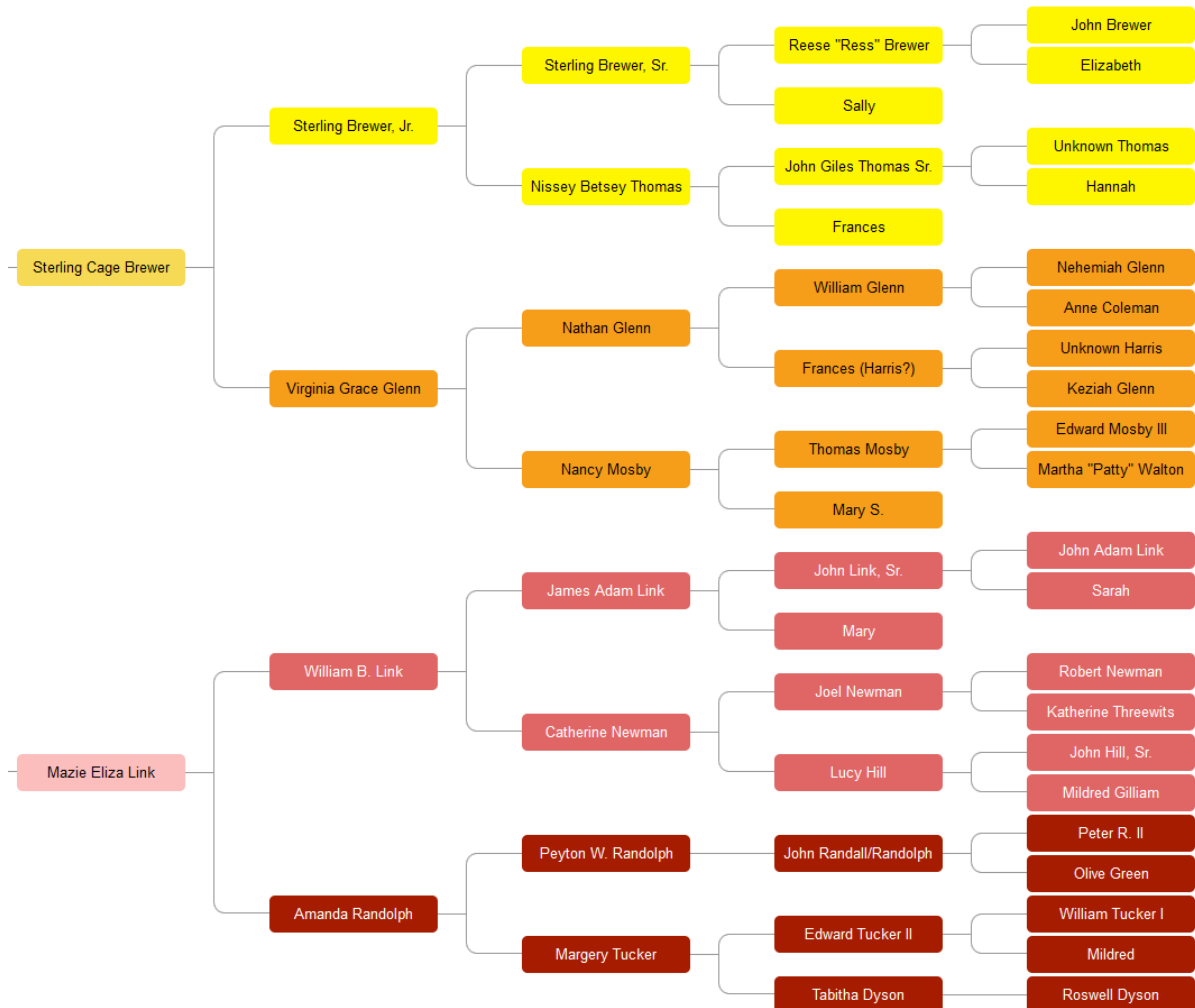 John Brewer
Reese "Ress" Brewer
Sterling Brewer, Sr.
Elizabeth
Sally
Sterling Brewer, Jr.
Unknown Thomas
John Giles Thomas Sr.
Nissey Betsey Thomas
Hannah
Frances
Sterling Cage Brewer
Nehemiah Glenn
William Glenn
Anne Coleman
Nathan Glenn
Unknown Harris
Frances (Harris?)
Virginia Grace Glenn
Keziah Glenn
Edward Mosby III
Thomas Mosby
Nancy Mosby
Martha "Patty" Walton
Mary S.
John Adam Link
John Link, Sr.
James Adam Link
Sarah
Mary
William B. Link
Robert Newman
Joel Newman
Katherine Threewits
Catherine Newman
John Hill, Sr.
Mazie Eliza Link
Lucy Hill
Mildred Gilliam
Peter R. II
Peyton W. Randolph
John Randall/Randolph
Olive Green
Amanda Randolph
William Tucker I
Edward Tucker II
Margery Tucker
Mildred
Tabitha Dyson
Roswell Dyson